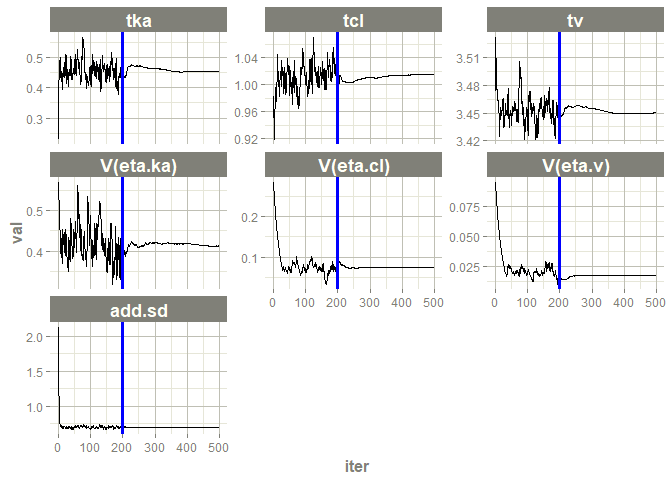 tka tcl tv
0.5 0.4 0.3
1.04 1.00 0.96 0.92
3.51 3.48 3.45 3.42
V(eta.ka) V(eta.cl) V(eta.v)
0.5 0.4
0.2 0.1
0.075 0.050 0.025
0 100 200 300 400 500
0 100 200 300 400 500
add.sd
2.0 1.5 1.0
0 100 200 300 400 500
val
iter